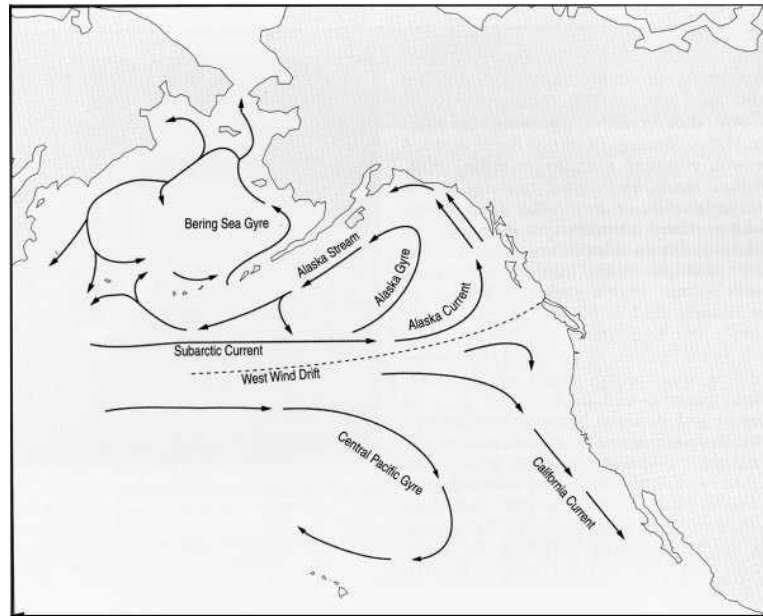 Bering Sea Gyre
Alaska Stream
Alaska Gyre
Alaska Current
Subarctic Current
West Wind Drift
Central Pacific Gyre
California Current